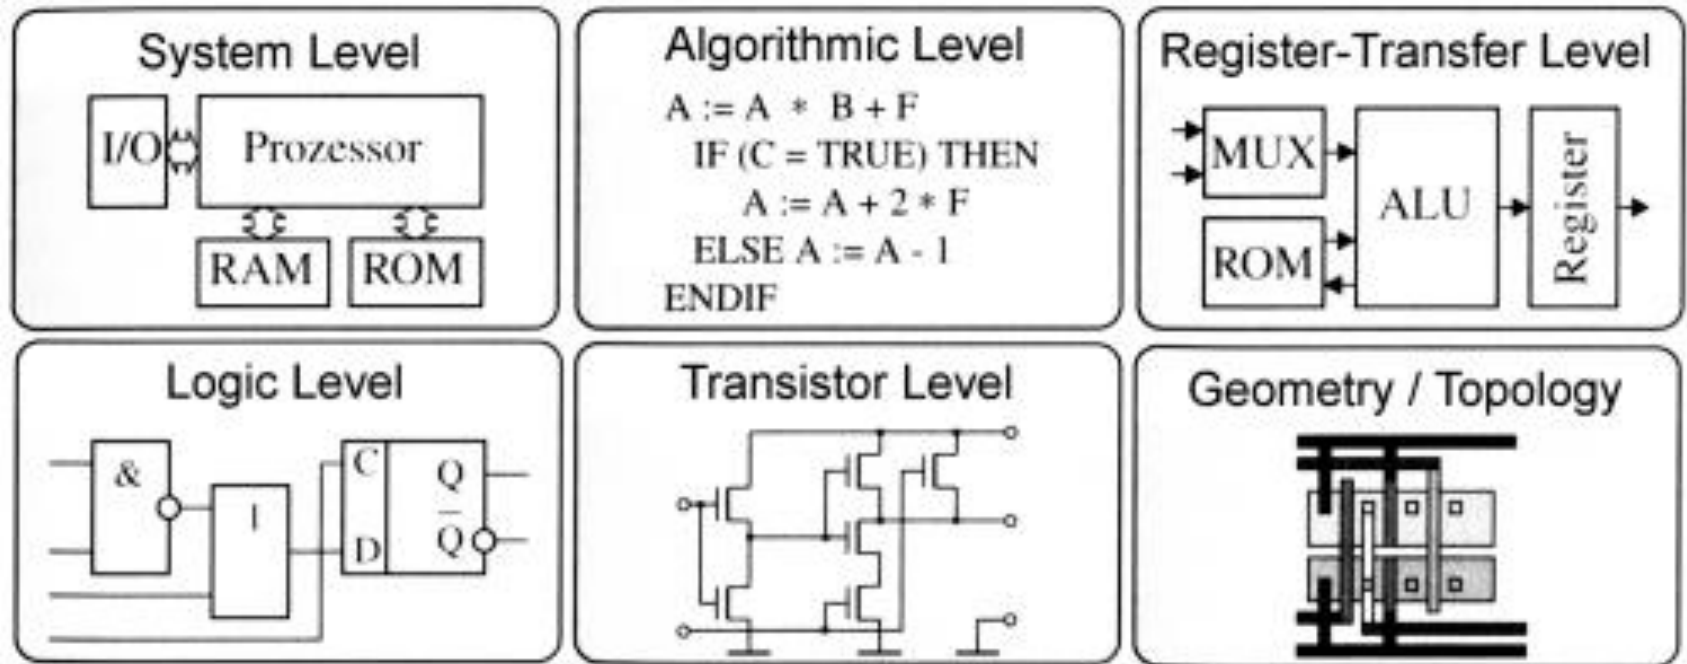 System Level
I/O
Prozessor
RAM
ROM
Algorithmic Level
A := A * B + F
IF (C = TRUE) THEN
A := A + 2 * F
ELSE A := A - 1
ENDIF
Register-Transfer Level
MUX
ROM
ALU
Register
Logic Level
&
I
C
D
Q
Q̅
Transistor Level
Geometry / Topology